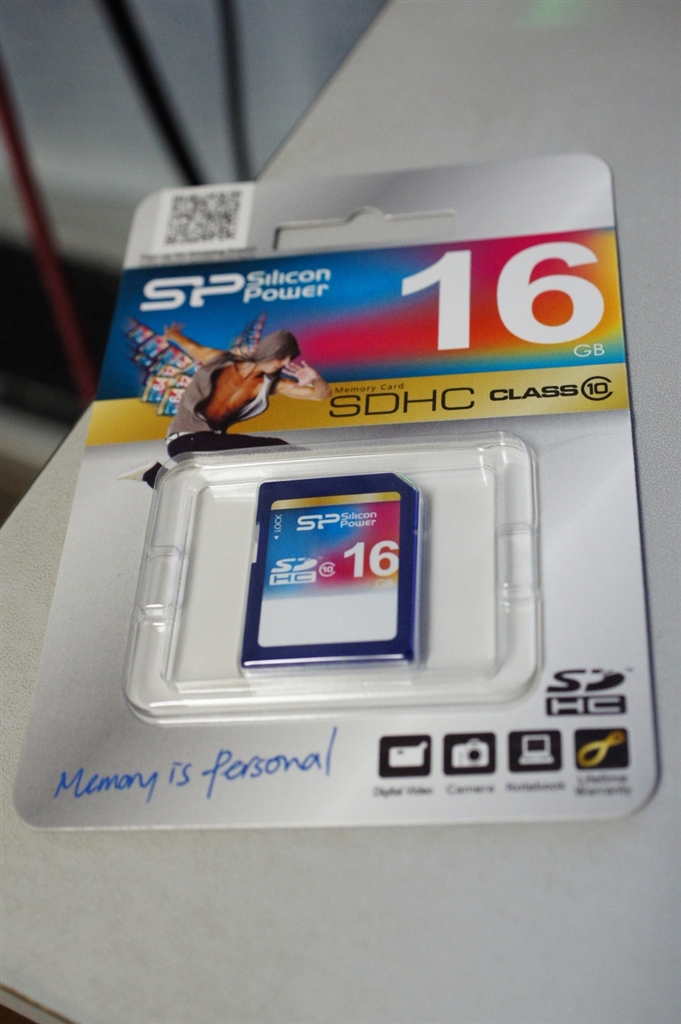 SP Silicon
Power
16
GB
Memory Card
SDHC CLASS 10
LOCK
SP Silicon
Power
SD
HC
10
16
GB
SD
HC
Memory is Personal
Digital Video
Camera
Notebook
Lifetime
Warranty